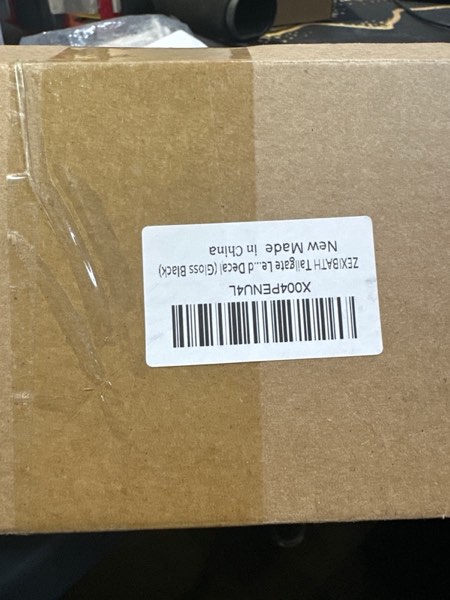 X004PENU4L
ZEXIBATH Tailgate Le...d Decal (Gloss Black)
New Made in China